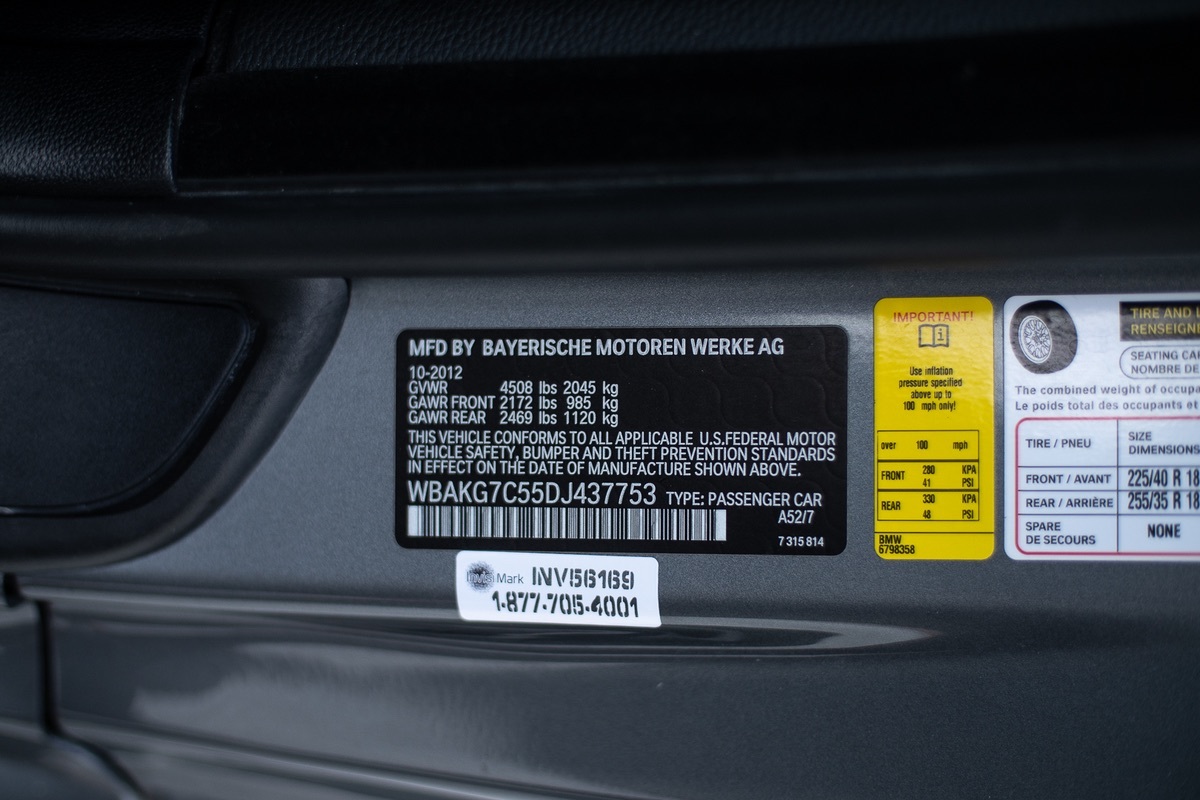 MFD BY BAYERISCHE MOTOREN WERKE AG
10-2012
GVWR 4508 lbs 2045 kg
GAWR FRONT 2172 lbs 985 kg
GAWR REAR 2469 lbs 1120 kg
THIS VEHICLE CONFORMS TO ALL APPLICABLE U.S.FEDERAL MOTOR
VEHICLE SAFETY, BUMPER AND THEFT PREVENTION STANDARDS
IN EFFECT ON THE DATE OF MANUFACTURE SHOWN ABOVE.
WBAKG7C55DJ437753 TYPE: PASSENGER CAR
A52/7
7 315 814
Mark INV56169
1-877-705-4001
IMPORTANT!
Use inflation
pressure specified
above up to
100 mph only!
over 100 mph
FRONT 280 KPA
41 PSI
REAR 330 KPA
48 PSI
BMW
6798358
TIRE AND
RENSEIGN
SEATING CA
NOMBRE DE
The combined weight of occupa
Le poids total des occupants et
TIRE / PNEU SIZE
DIMENSIONS
FRONT / AVANT 225/40 R 18
REAR / ARRIÈRE 255/35 R 18
SPARE
DE SECOURS NONE